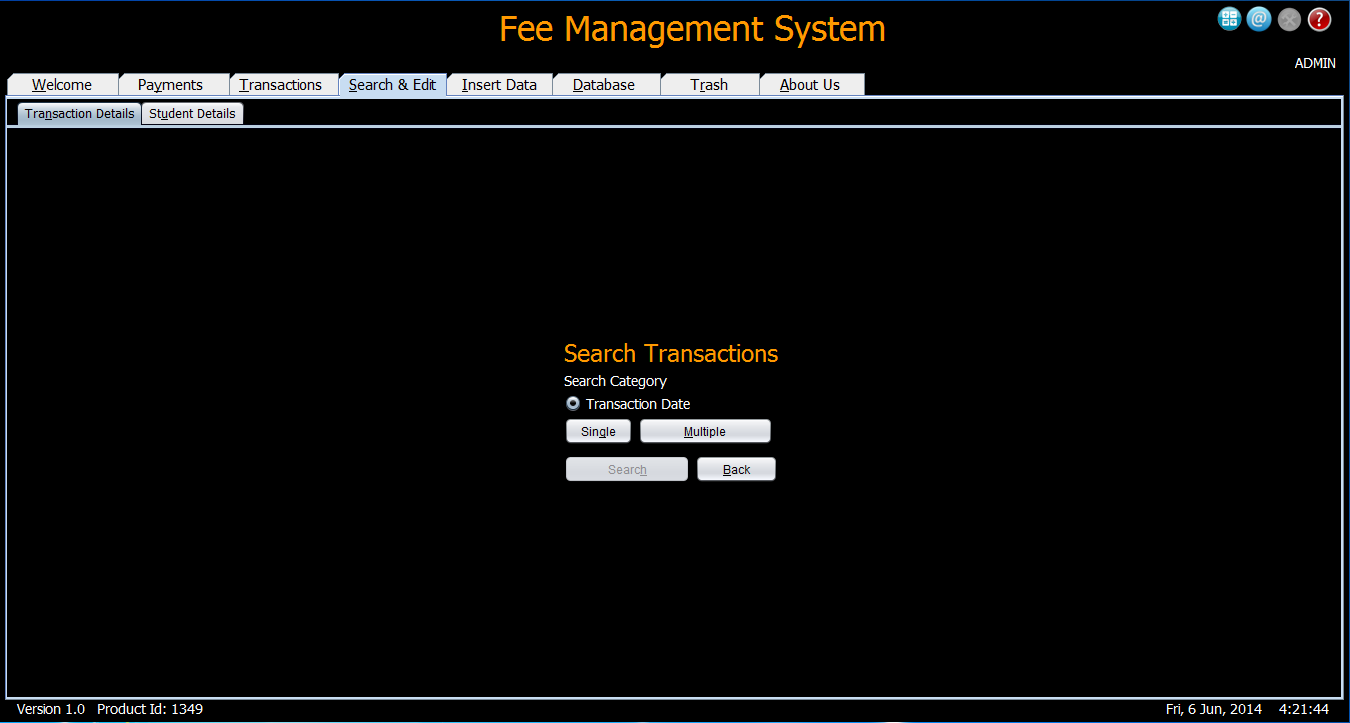 Fee Management System
ADMIN
Welcome Payments Transactions Search & Edit Insert Data Database Trash About Us
Transaction Details Student Details
Search Transactions
Search Category
Transaction Date
Single Multiple
Search Back
Version 1.0 Product Id: 1349 Fri, 6 Jun, 2014 4:21:44